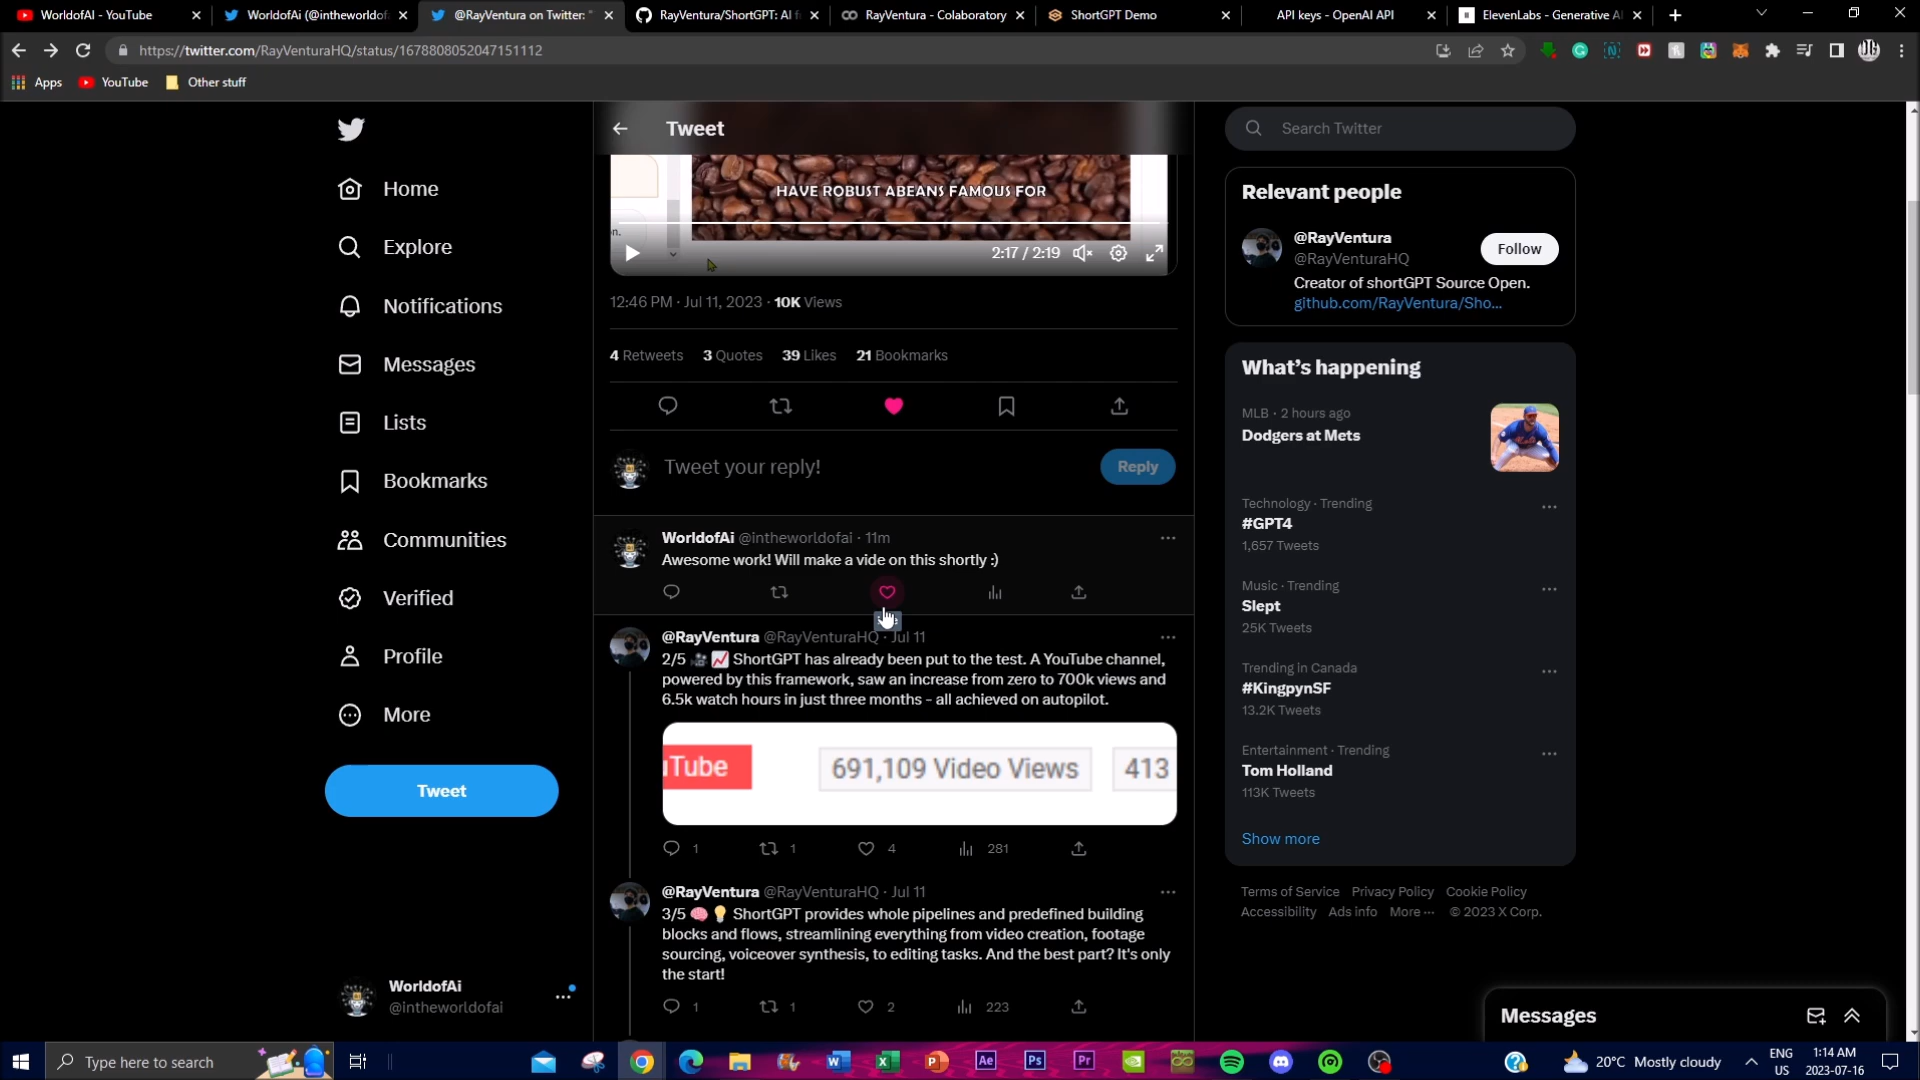 WorldofAI - YouTube
WorldofAi (@intheworldof
@RayVentura on Twitter: "
RayVentura/ShortGPT: AI f
RayVentura - Colaboratory
ShortGPT Demo
API keys - OpenAI API
ElevenLabs - Generative AI
https://twitter.com/RayVenturaHQ/status/1678808052047151112
Apps
YouTube
Other stuff
Home
Explore
Notifications
Messages
Lists
Bookmarks
Communities
Verified
Profile
More
Tweet
WorldofAi
@intheworldofai
Tweet
n.
HAVE ROBUST ABEANS FAMOUS FOR
2:17 / 2:19
12:46 PM · Jul 11, 2023 · 10K Views
4 Retweets 3 Quotes 39 Likes 21 Bookmarks
Tweet your reply!
Reply
WorldofAi @intheworldofai · 11m
Awesome work! Will make a vide on this shortly :)
@RayVentura @RayVenturaHQ · Jul 11
2/5 🎥 📈 ShortGPT has already been put to the test. A YouTube channel,
powered by this framework, saw an increase from zero to 700k views and
6.5k watch hours in just three months - all achieved on autopilot.
uTube
691,109 Video Views
413
1 1 4 281
@RayVentura @RayVenturaHQ · Jul 11
3/5 🧠 💡 ShortGPT provides whole pipelines and predefined building
blocks and flows, streamlining everything from video creation, footage
sourcing, voiceover synthesis, to editing tasks. And the best part? It's only
the start!
1 1 2 223
Search Twitter
Relevant people
@RayVentura
@RayVenturaHQ
Follow
Creator of shortGPT Source Open.
github.com/RayVentura/Sho...
What's happening
MLB · 2 hours ago
Dodgers at Mets
Technology · Trending
#GPT4
1,657 Tweets
Music · Trending
Slept
25K Tweets
Trending in Canada
#KingpynSF
13.2K Tweets
Entertainment · Trending
Tom Holland
113K Tweets
Show more
Terms of Service Privacy Policy Cookie Policy
Accessibility Ads info More ··· © 2023 X Corp.
Messages
Type here to search
Ae
Ps
Pr
20°C Mostly cloudy
ENG
US
1:14 AM
2023-07-16